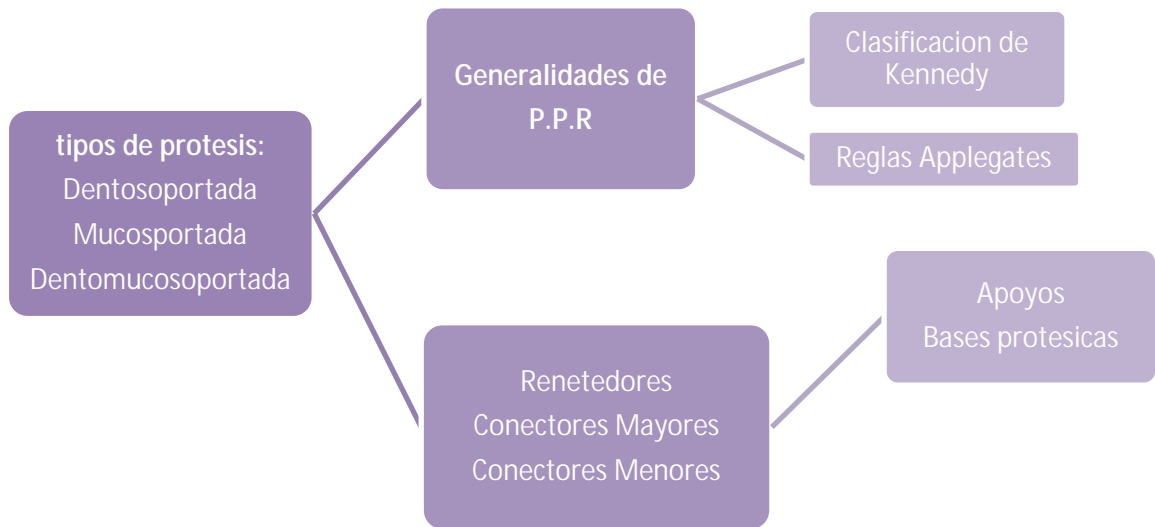 tipos de protesis:
Dentosoportada
Mucosportada
Dentomucosoportada
Generalidades de
P.P.R
Clasificacion de
Kennedy
Reglas Applegates
Renetedores
Conectores Mayores
Conectores Menores
Apoyos
Bases protesicas